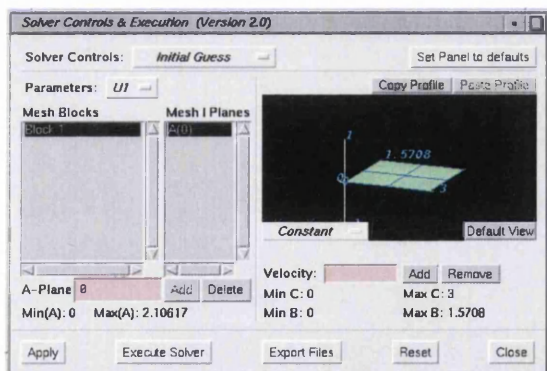 Solver Controls & Execution (Version 2.0)
Solver Controls: Initial Guess
Set Panel to defaults
Parameters: U1
Copy Profile Paste Profile
Mesh Blocks Mesh I Planes
Block 1 A(0)
1
1.5708
0
3
Constant Default View
Velocity: Add Remove
A-Plane 0 Add Delete
Min C: 0 Max C: 3
Min(A): 0 Max(A): 2.10617
Min B: 0 Max B: 1.5708
Apply Execute Solver Export Files Reset Close